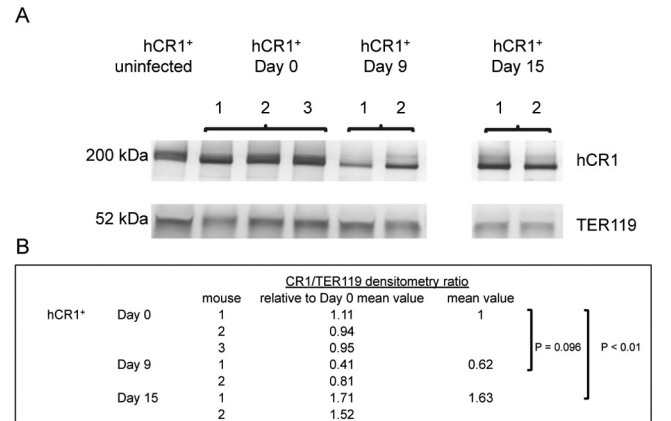 A
hCR1+ uninfected
hCR1+ Day 0
hCR1+ Day 9
hCR1+ Day 15
1 2 3 1 2 1 2
200 kDa hCR1
52 kDa TER119
B
CR1/TER119 densitometry ratio
mouse relative to Day 0 mean value mean value
hCR1+ Day 0 1 1.11 1
2 0.94
3 0.95
P = 0.096 P < 0.01
Day 9 1 0.41 0.62
2 0.81
Day 15 1 1.71 1.63
2 1.52